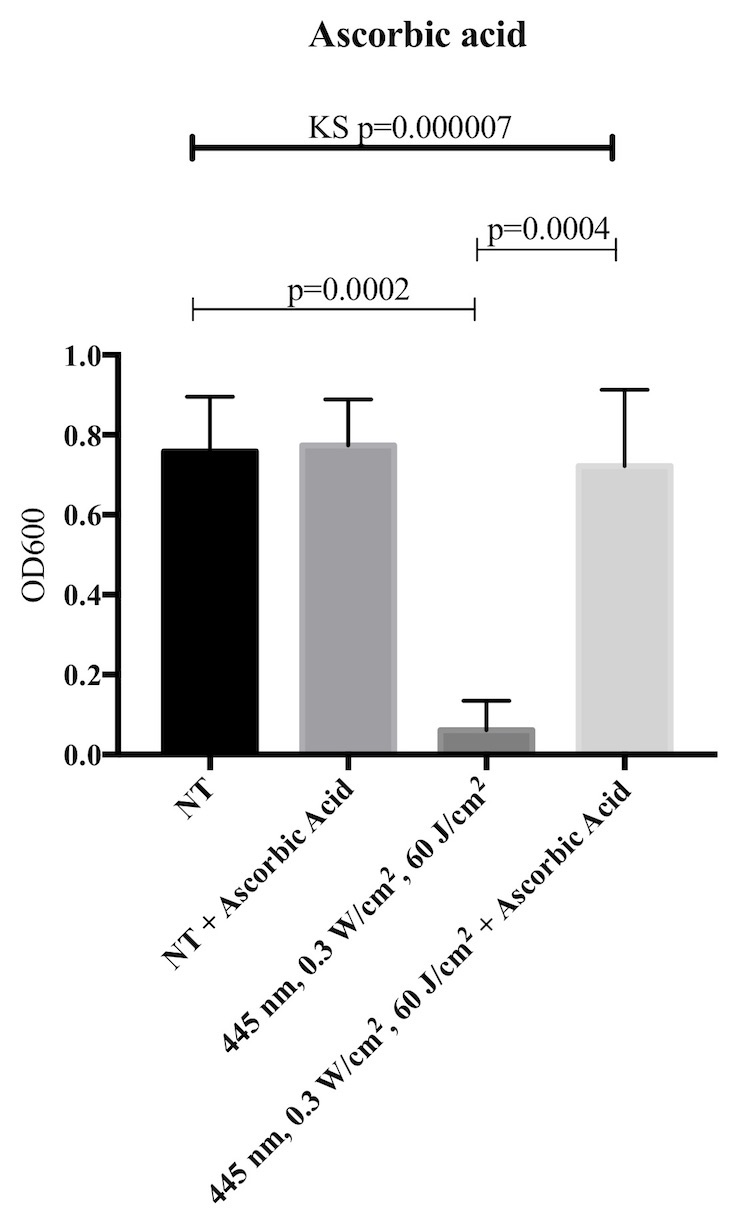 Ascorbic acid
KS p=0.000007
p=0.0004
p=0.0002
1.0
0.8
0.6
0.4
0.2
0.0
OD600
NT
NT + Ascorbic Acid
445 nm, 0.3 W/cm², 60 J/cm²
445 nm, 0.3 W/cm², 60 J/cm² + Ascorbic Acid